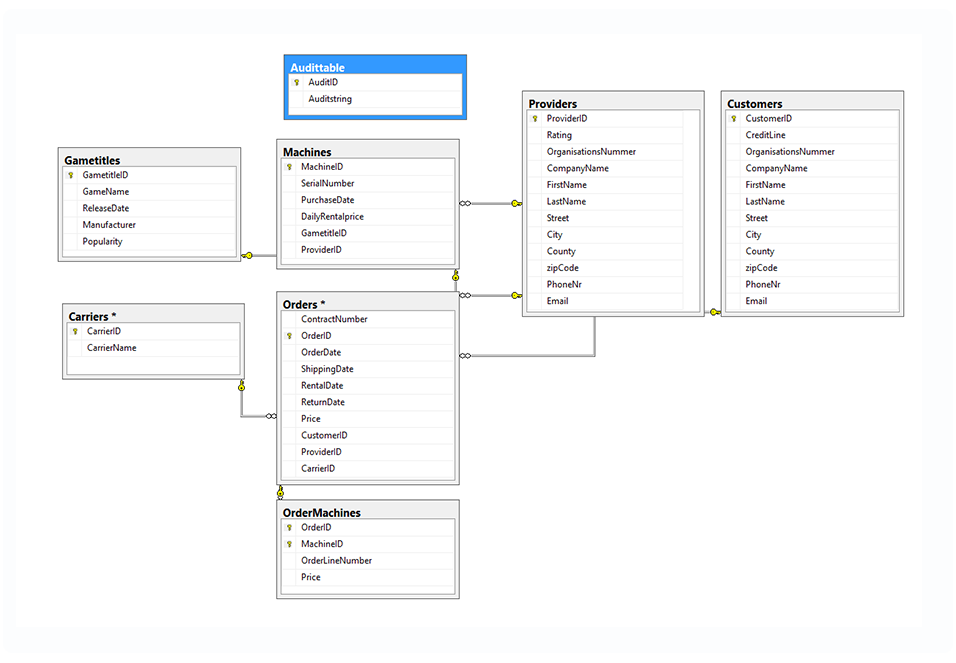 Audittable
AuditID
Auditstring
Providers
ProviderID
Rating
OrganisationsNummer
CompanyName
FirstName
LastName
Street
City
County
zipCode
PhoneNr
Email
Customers
CustomerID
CreditLine
OrganisationsNummer
CompanyName
FirstName
LastName
Street
City
County
zipCode
PhoneNr
Email
Machines
MachineID
SerialNumber
PurchaseDate
DailyRentalprice
GametitleID
ProviderID
Gametitles
GametitleID
GameName
ReleaseDate
Manufacturer
Popularity
Orders *
ContractNumber
OrderID
OrderDate
ShippingDate
RentalDate
ReturnDate
Price
CustomerID
ProviderID
CarrierID
Carriers *
CarrierID
CarrierName
OrderMachines
OrderID
MachineID
OrderLineNumber
Price